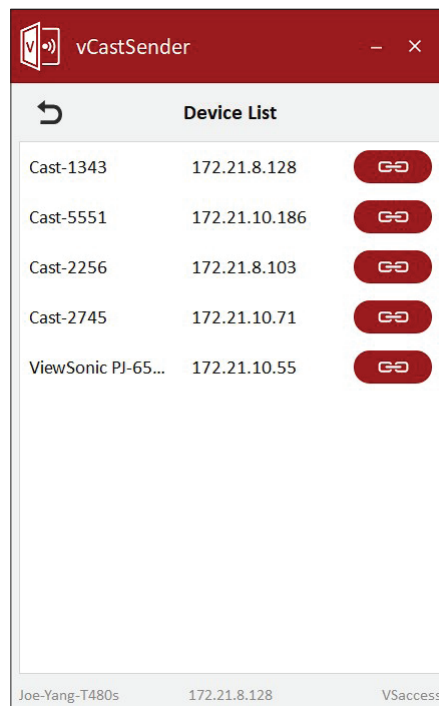 V vCastSender
Device List
Cast-1343 172.21.8.128
Cast-5551 172.21.10.186
Cast-2256 172.21.8.103
Cast-2745 172.21.10.71
ViewSonic PJ-65... 172.21.10.55
Joe-Yang-T480s 172.21.8.128 VSaccess